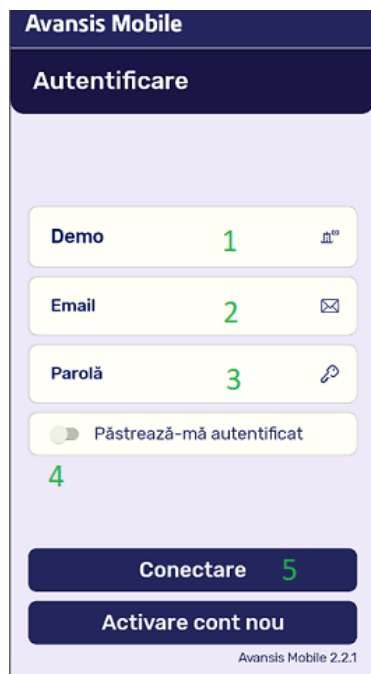 Avansis Mobile
Autentificare
Demo 1
Email 2
Parolă 3
Păstrează-mă autentificat
4
Conectare 5
Activare cont nou
Avansis Mobile 2.2.1